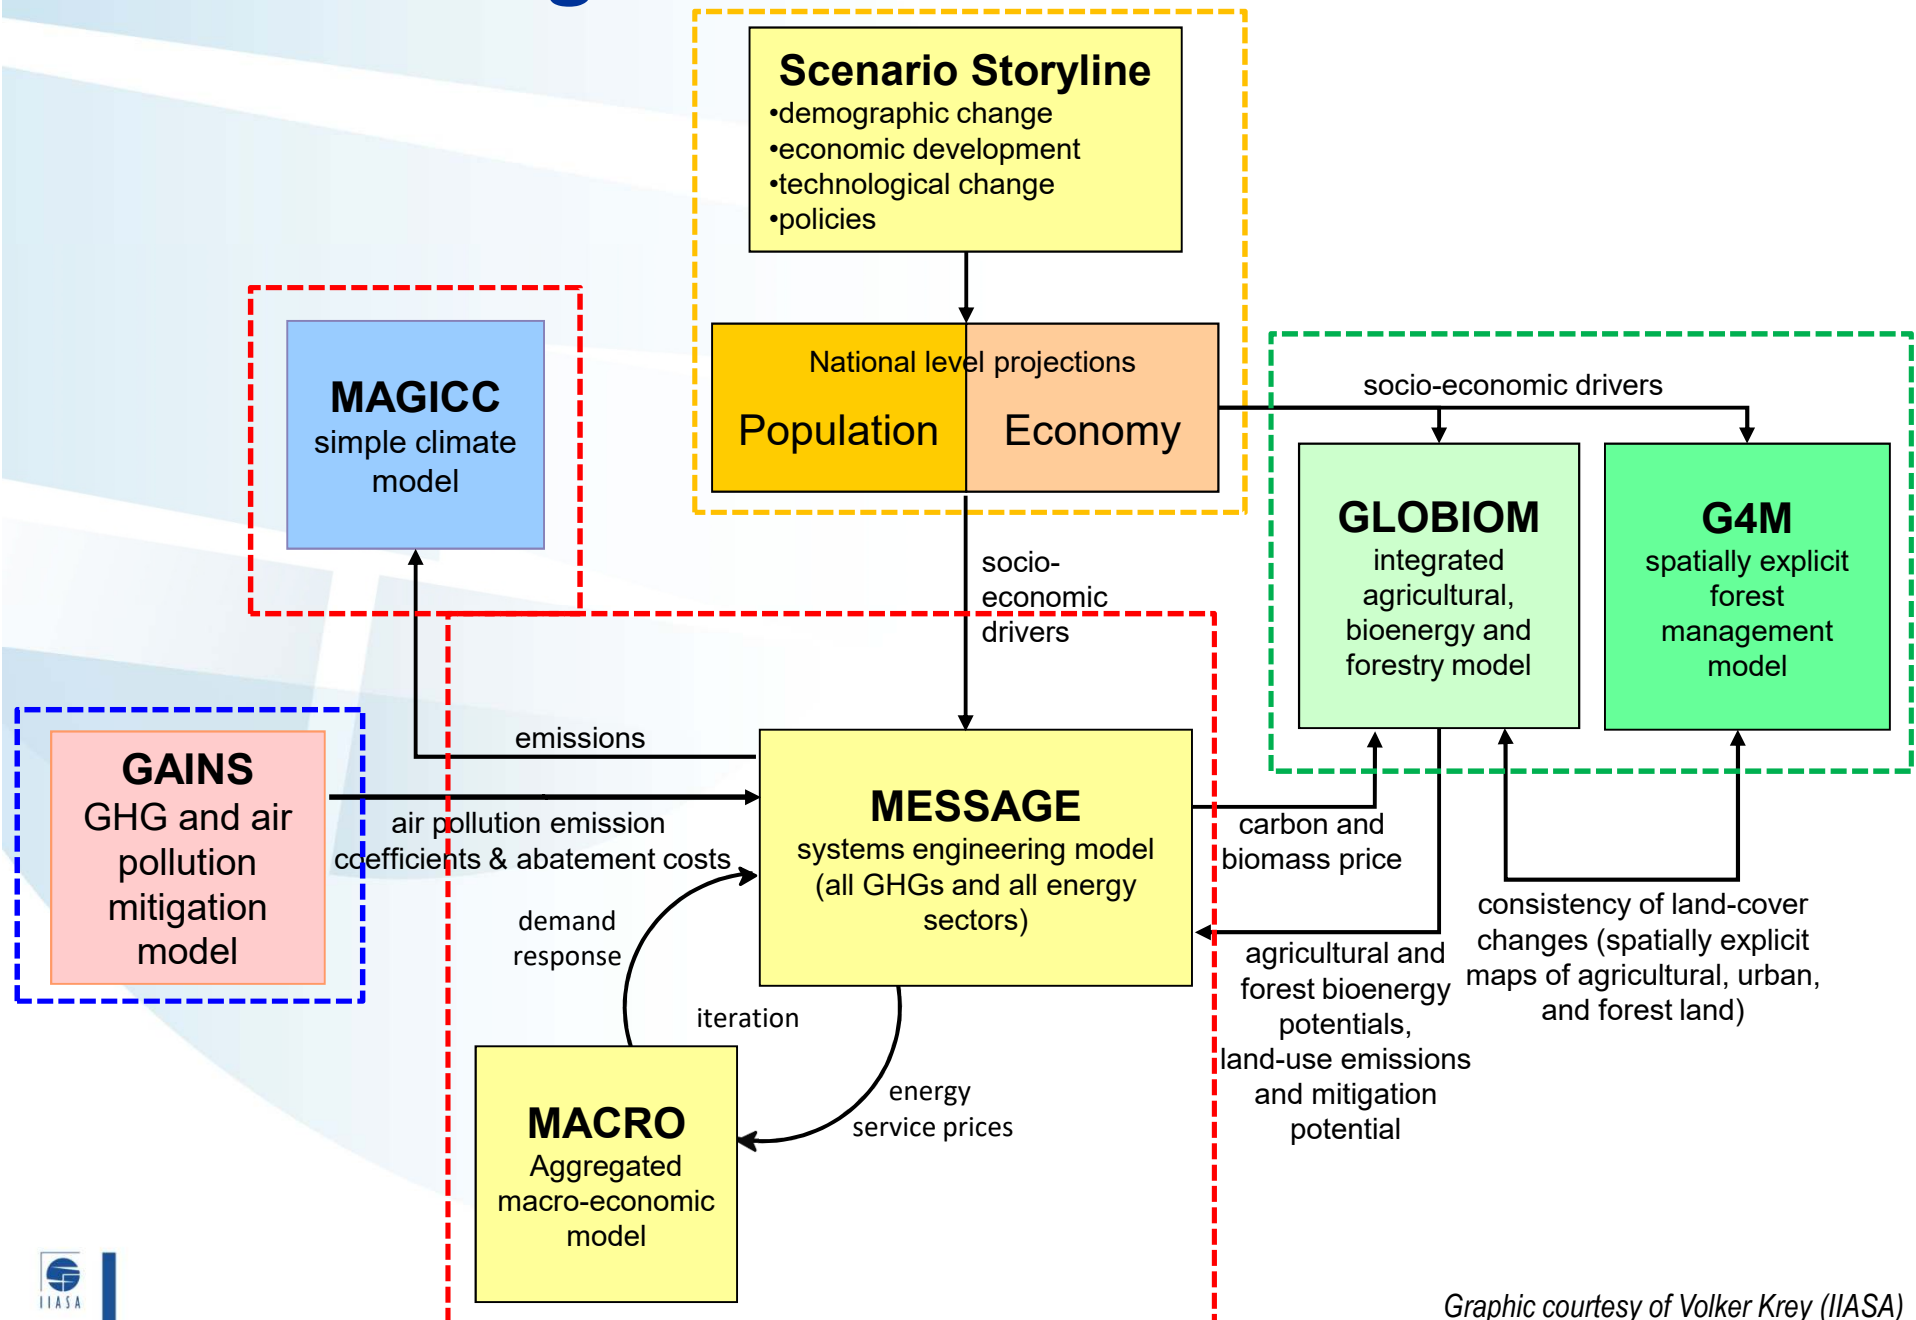 Scenario Storyline
•demographic change
•economic development
•technological change
•policies
National level projections
Population
Economy
MAGICC
simple climate
model
socio-economic drivers
GLOBIOM
integrated
agricultural,
bioenergy and
forestry model
G4M
spatially explicit
forest
management
model
socio-
economic
drivers
emissions
GAINS
GHG and air
pollution
mitigation
model
air pollution emission
coefficients & abatement costs
MESSAGE
systems engineering model
(all GHGs and all energy
sectors)
carbon and
biomass price
consistency of land-cover
changes (spatially explicit
maps of agricultural, urban,
and forest land)
agricultural and
forest bioenergy
potentials,
land-use emissions
and mitigation
potential
demand
response
iteration
energy
service prices
MACRO
Aggregated
macro-economic
model
IIASA
Graphic courtesy of Volker Krey (IIASA)